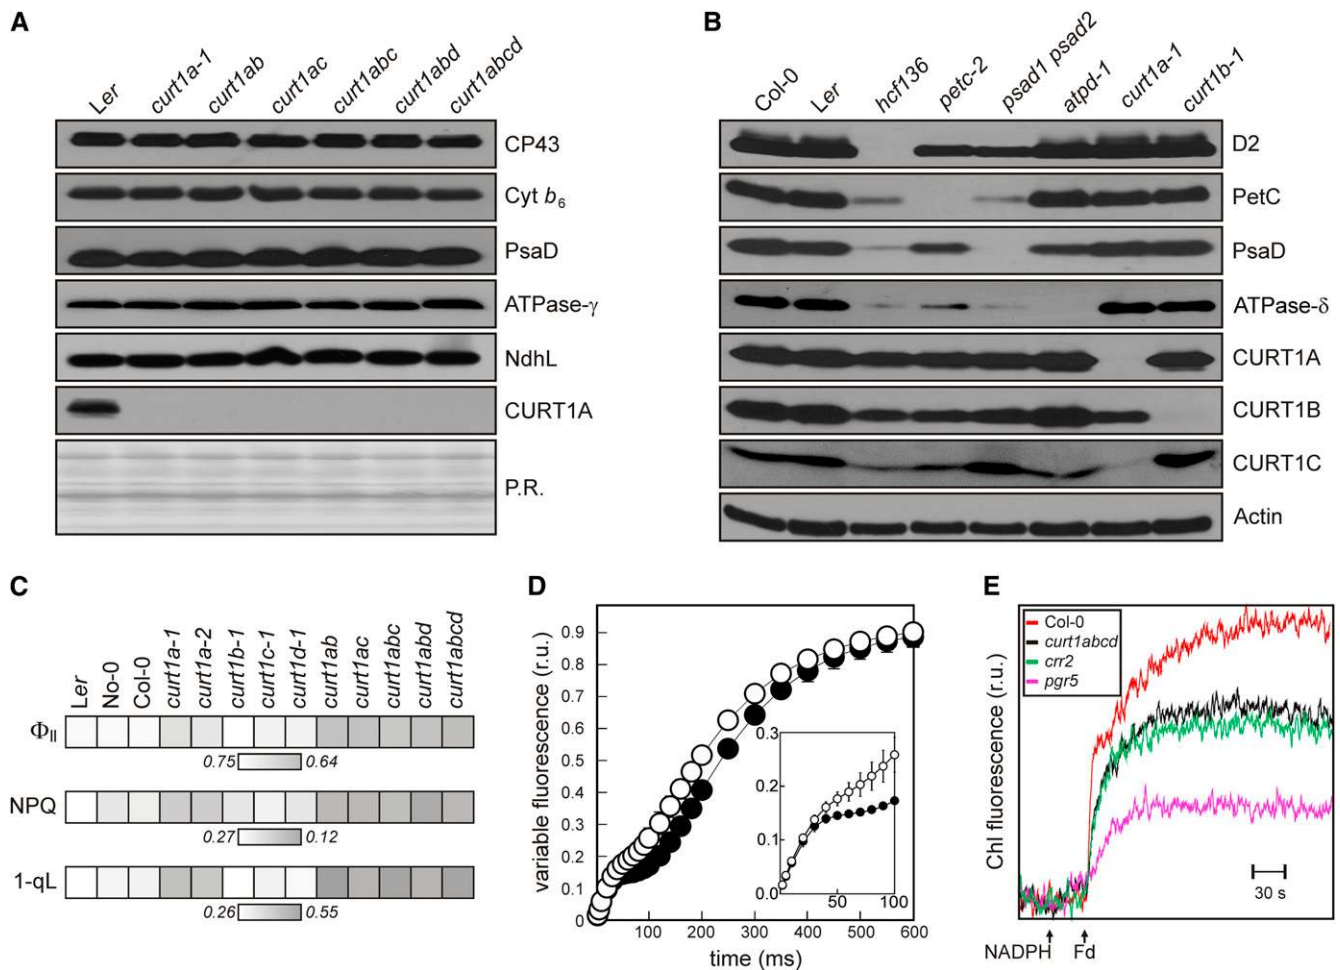 A
Ler curt1a-1 curt1ab curt1ac curt1abc curt1abd curt1abcd
CP43
Cyt b6
PsaD
ATPase-γ
NdhL
CURT1A
P.R.
B
Col-0 Ler hcf136 petc-2 psad1 psad2 atpd-1 curt1a-1 curt1b-1
D2
PetC
PsaD
ATPase-δ
CURT1A
CURT1B
CURT1C
Actin
C
Ler No-0 Col-0 curt1a-1 curt1a-2 curt1b-1 curt1c-1 curt1d-1 curt1ab curt1ac curt1abc curt1abd curt1abcd
ΦII
0.75 0.64
NPQ
0.27 0.12
1-qL
0.26 0.55
D
variable fluorescence (r.u.)
0.9
0.8
0.7
0.6
0.5
0.4
0.3
0.2
0.1
0
100 200 300 400 500 600
time (ms)
0.3
0.2
0.1
0.0
50 100
E
Chl fluorescence (r.u.)
Col-0
curt1abcd
crr2
pgr5
30 s
NADPH Fd